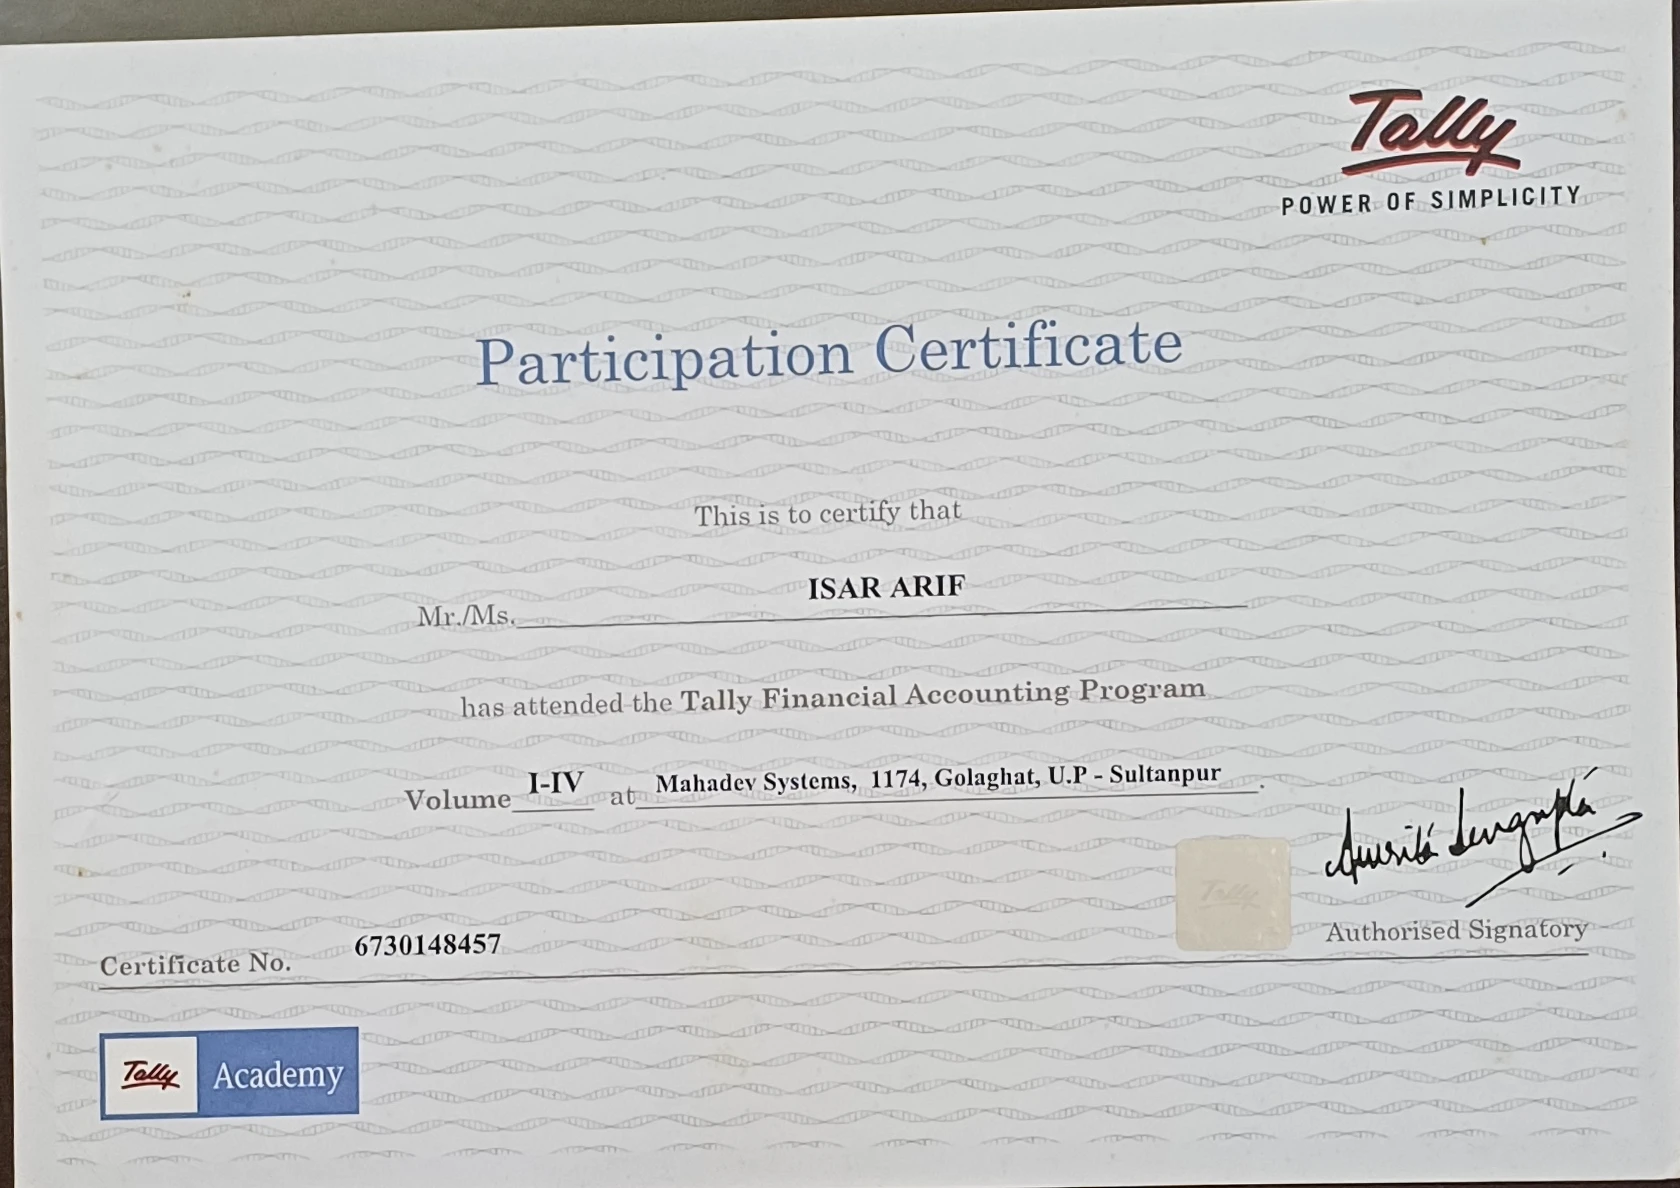 Tally
POWER OF SIMPLICITY
Participation Certificate
This is to certify that
Mr./Ms. ISAR ARIF
has attended the Tally Financial Accounting Program
Volume I-IV at Mahadev Systems, 1174, Golaghat, U.P - Sultanpur.
Tally
Authorised Signatory
Certificate No. 6730148457
Tally Academy